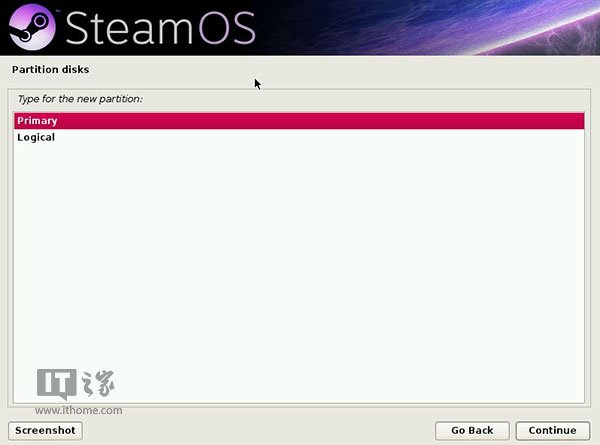 SteamOS™
Partition disks
Type for the new partition:
Primary
Logical
IT之家
www.ithome.com
Screenshot
Go Back
Continue